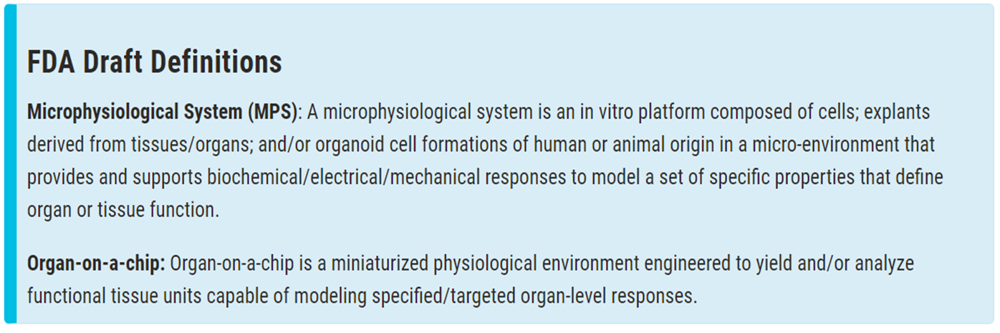 FDA Draft Definitions
Microphysiological System (MPS): A microphysiological system is an in vitro platform composed of cells; explants
derived from tissues/organs; and/or organoid cell formations of human or animal origin in a micro-environment that
provides and supports biochemical/electrical/mechanical responses to model a set of specific properties that define
organ or tissue function.
Organ-on-a-chip: Organ-on-a-chip is a miniaturized physiological environment engineered to yield and/or analyze
functional tissue units capable of modeling specified/targeted organ-level responses.